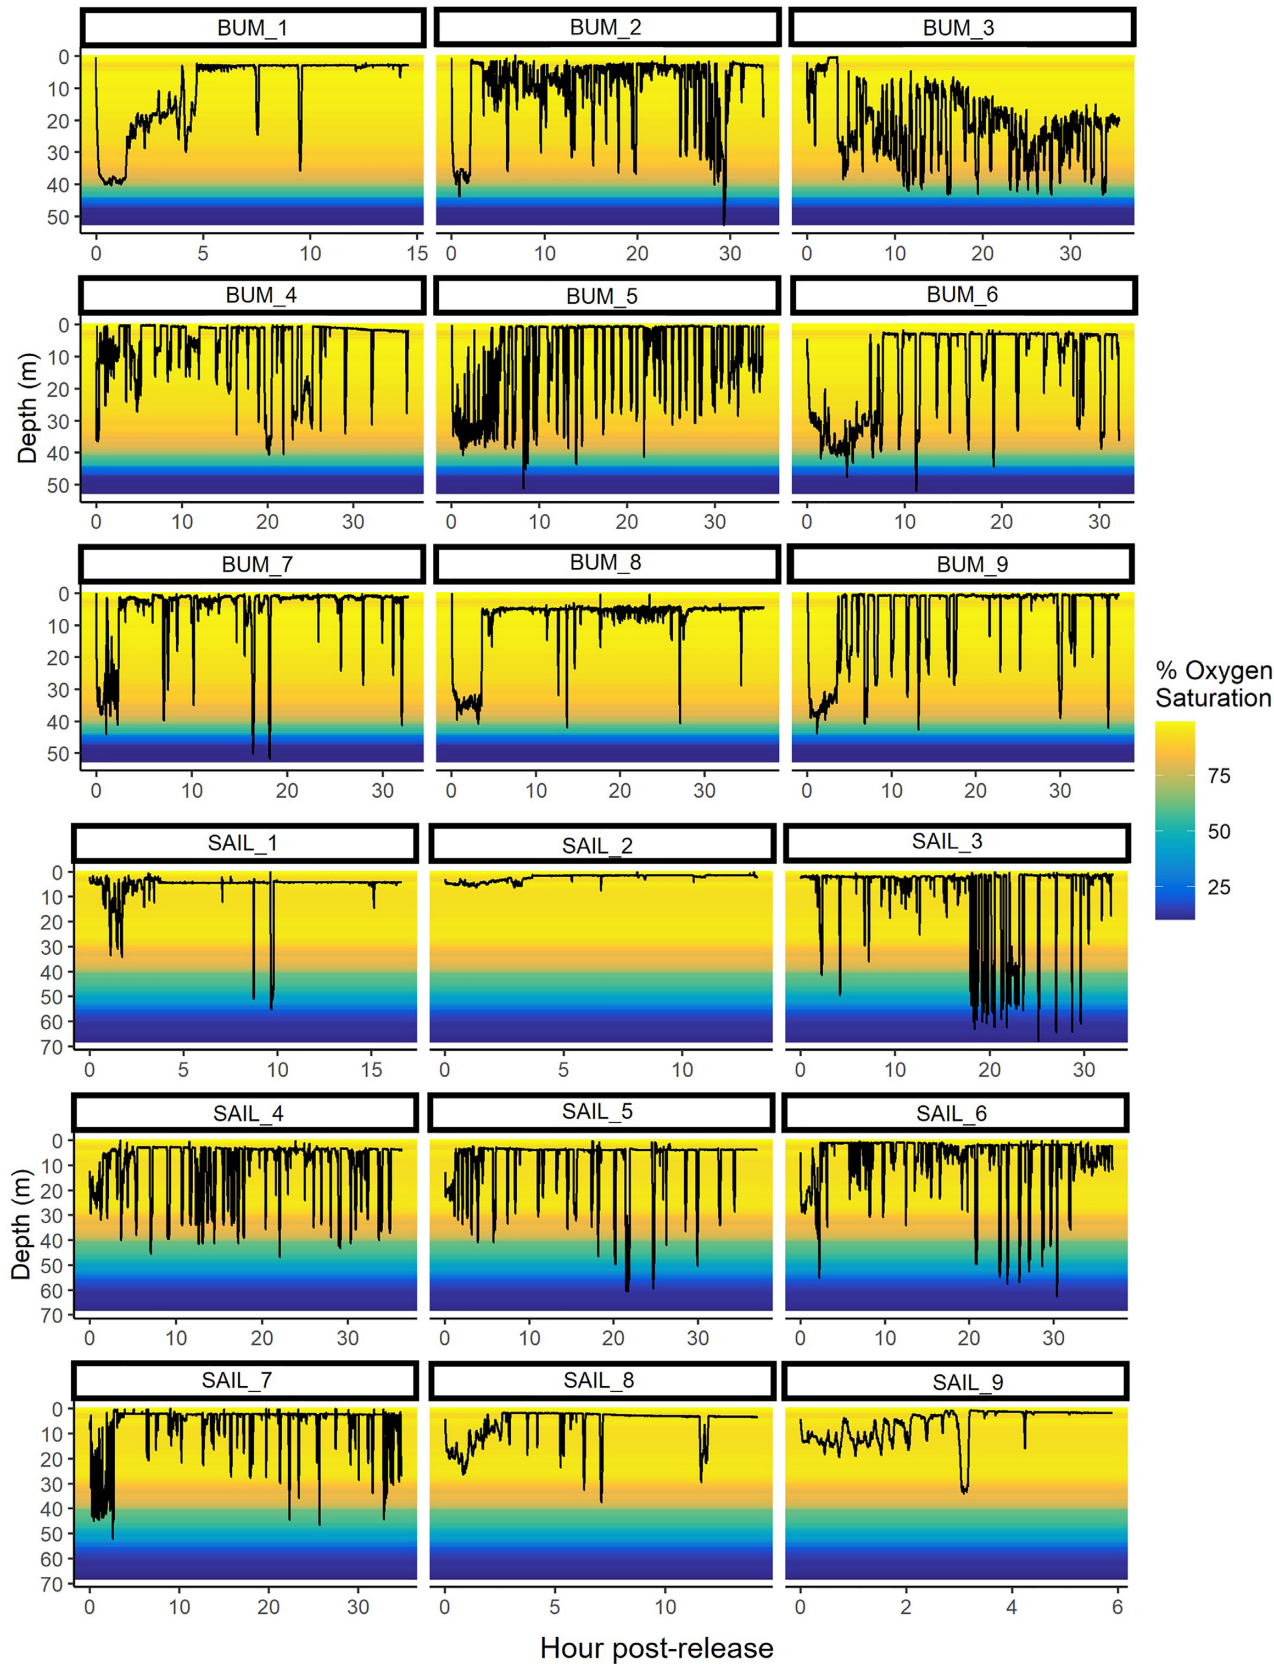 BUM_1 BUM_2 BUM_3
0
10
20
30
40
50
0 5 10 15 0 10 20 30 0 10 20 30
BUM_4 BUM_5 BUM_6
Depth (m)
0
10
20
30
40
50
0 10 20 30 0 10 20 30 0 10 20 30
BUM_7 BUM_8 BUM_9
0
10
20
30
40
50
0 10 20 30 0 10 20 30 0 10 20 30
% Oxygen
Saturation
75
50
25
SAIL_1 SAIL_2 SAIL_3
0
10
20
30
40
50
60
70
0 5 10 15 0 5 10 0 10 20 30
SAIL_4 SAIL_5 SAIL_6
Depth (m)
0
10
20
30
40
50
60
70
0 10 20 30 0 10 20 30 0 10 20 30
SAIL_7 SAIL_8 SAIL_9
0
10
20
30
40
50
60
70
0 10 20 30 0 5 10 0 2 4 6
Hour post-release